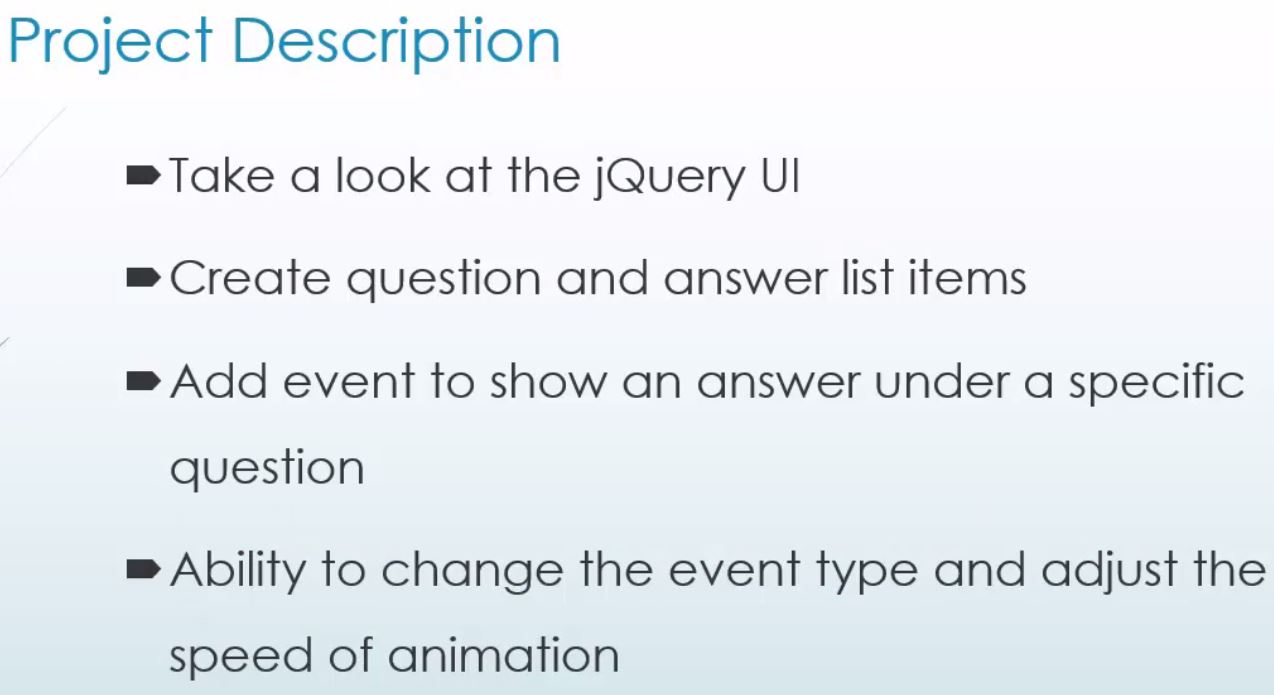 Project Description
Take a look at the jQuery UI
Create question and answer list items
Add event to show an answer under a specific
question
Ability to change the event type and adjust the
speed of animation